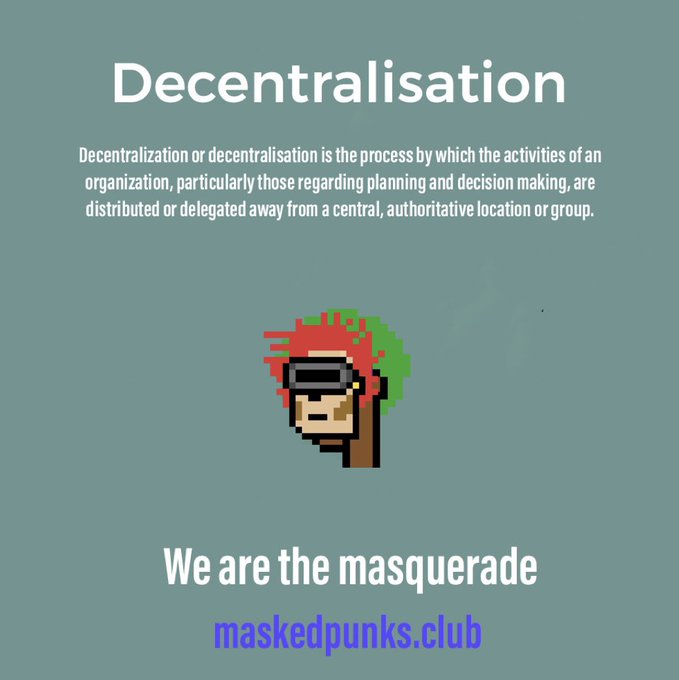 Decentralisation
Decentralization or decentralisation is the process by which the activities of an
organization, particularly those regarding planning and decision making, are
distributed or delegated away from a central, authoritative location or group.
We are the masquerade
maskedpunks.club